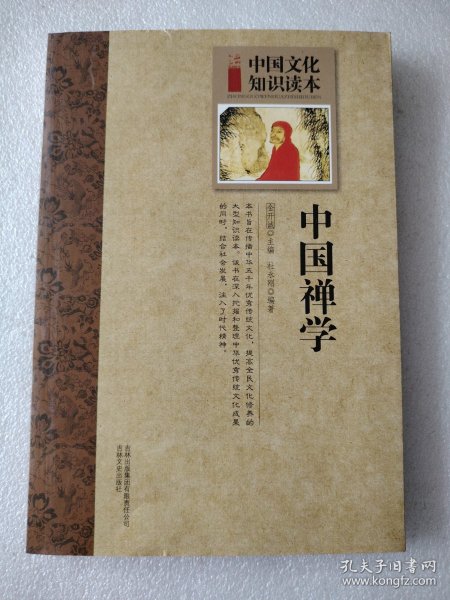 中国文化
知识读本
中国禅学
金开诚◎主编 杜永刚◎编著
本书旨在传播中华五千年优秀传统文化，提高全民文化修养的
大型知识读本。该书在深入挖掘和整理中华优秀传统文化成果
的同时，结合社会发展，注入了时代精神。
吉林出版集团有限责任公司
吉林文史出版社
孔夫子旧书网
www.kongfz.com